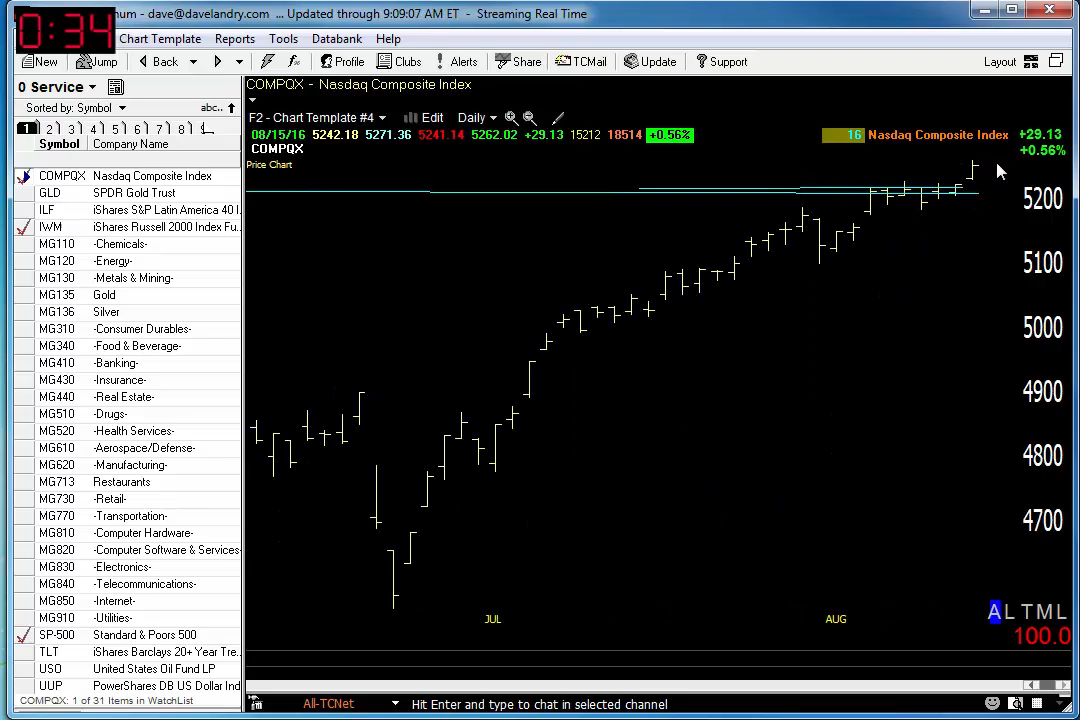 num - dave@davelandry.com ... Updated through 9:09:07 AM ET - Streaming Real Time
0:34
Chart Template Reports Tools Databank Help
New Jump Back Profile Clubs Alerts Share TCMail Update Support Layout
0 Service
Sorted by: Symbol abc..
1 2 3 4 5 6 7 8
Symbol Company Name
COMPQX Nasdaq Composite Index
GLD SPDR Gold Trust
ILF iShares S&P Latin America 40 I
IWM iShares Russell 2000 Index Fu..
MG110 -Chemicals-
MG120 -Energy-
MG130 -Metals & Mining-
MG135 Gold
MG136 Silver
MG310 -Consumer Durables-
MG340 -Food & Beverage-
MG410 -Banking-
MG430 -Insurance-
MG440 -Real Estate-
MG510 -Drugs-
MG520 -Health Services-
MG610 -Aerospace/Defense-
MG620 -Manufacturing-
MG713 Restaurants
MG730 -Retail-
MG770 -Transportation-
MG810 -Computer Hardware-
MG820 -Computer Software & Services-
MG830 -Electronics-
MG840 -Telecommunications-
MG850 -Internet-
MG910 -Utilities-
SP-500 Standard & Poors 500
TLT iShares Barclays 20+ Year Tre..
USO United States Oil Fund LP
UUP PowerShares DB US Dollar Ind
COMPQX: 1 of 31 Items in WatchList
COMPQX - Nasdaq Composite Index
F2 - Chart Template #4 Edit Daily
08/15/16 5242.18 5271.36 5241.14 5262.02 +29.13 15212 18514 +0.56% 16 Nasdaq Composite Index +29.13
COMPQX +0.56%
Price Chart
5200
5100
5000
4900
4800
4700
JUL AUG
A L T M L
100.0
All-TCNet Hit Enter and type to chat in selected channel